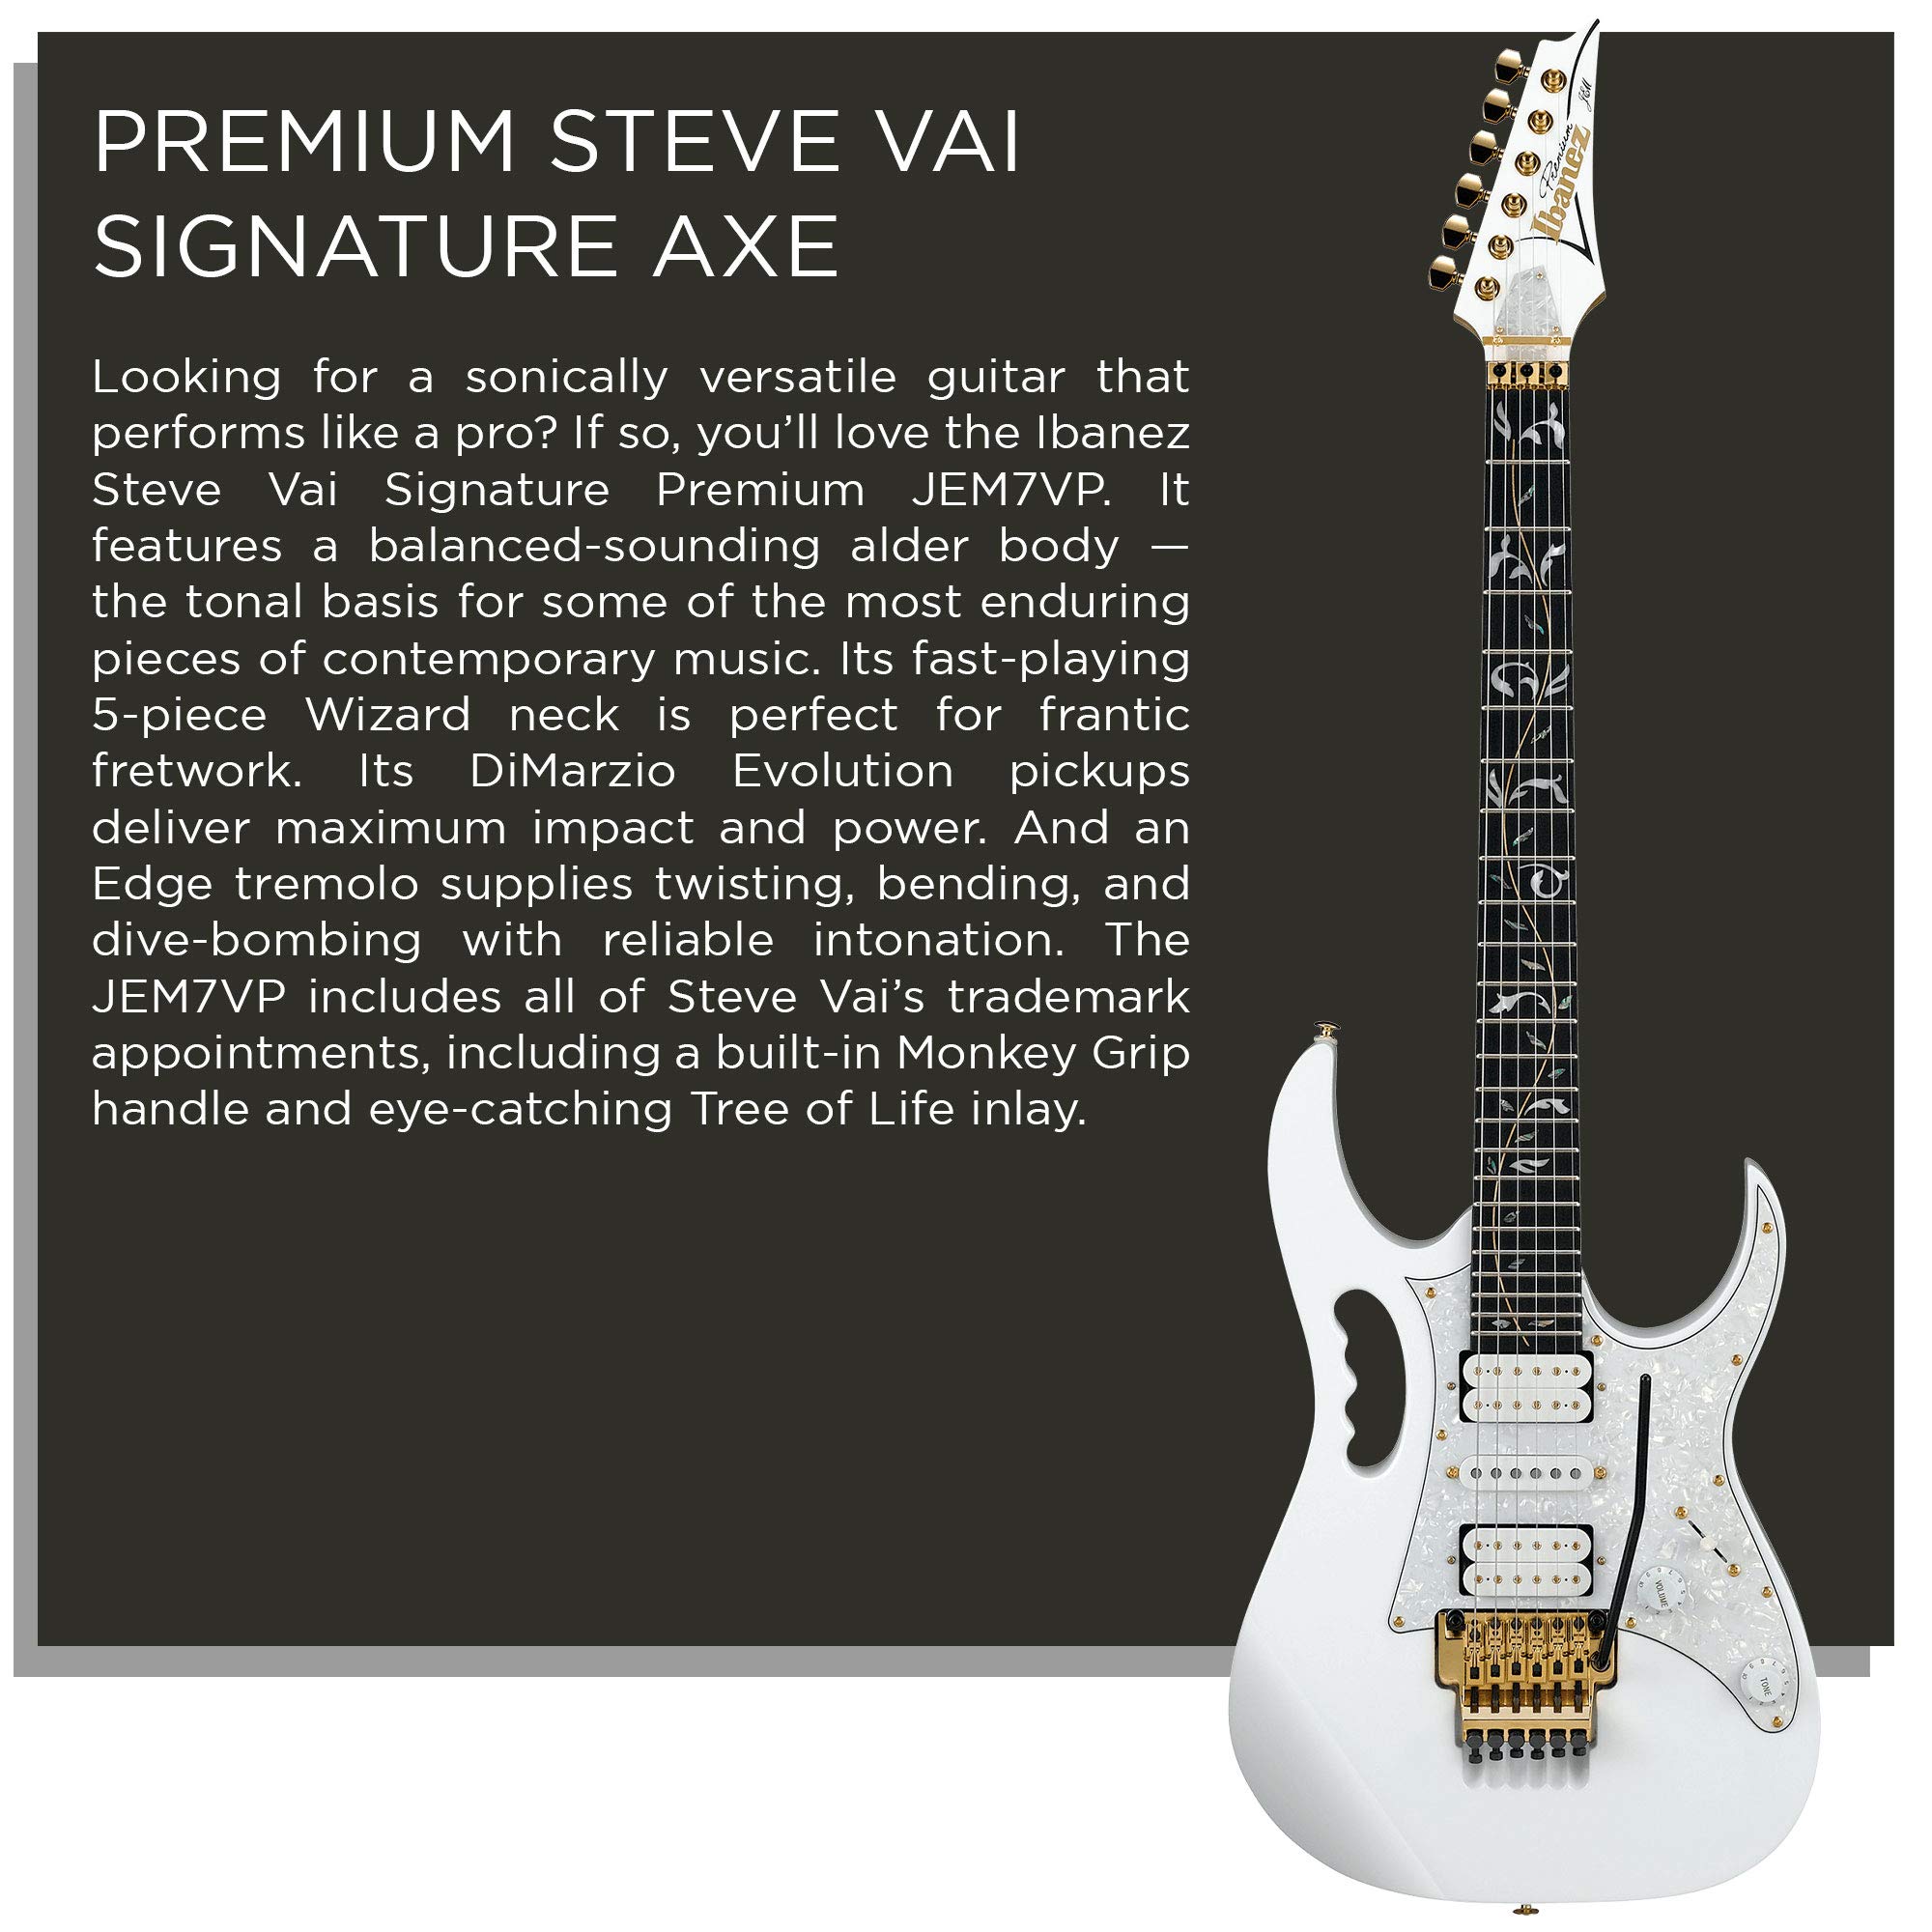 PREMIUM STEVE VAI
SIGNATURE AXE
Looking for a sonically versatile guitar that
performs like a pro? If so, you’ll love the Ibanez
Steve Vai Signature Premium JEM7VP. It
features a balanced-sounding alder body —
the tonal basis for some of the most enduring
pieces of contemporary music. Its fast-playing
5-piece Wizard neck is perfect for frantic
fretwork. Its DiMarzio Evolution pickups
deliver maximum impact and power. And an
Edge tremolo supplies twisting, bending, and
dive-bombing with reliable intonation. The
JEM7VP includes all of Steve Vai’s trademark
appointments, including a built-in Monkey Grip
handle and eye-catching Tree of Life inlay.
JEM
Premium
Ibanez
VOLUME
TONE